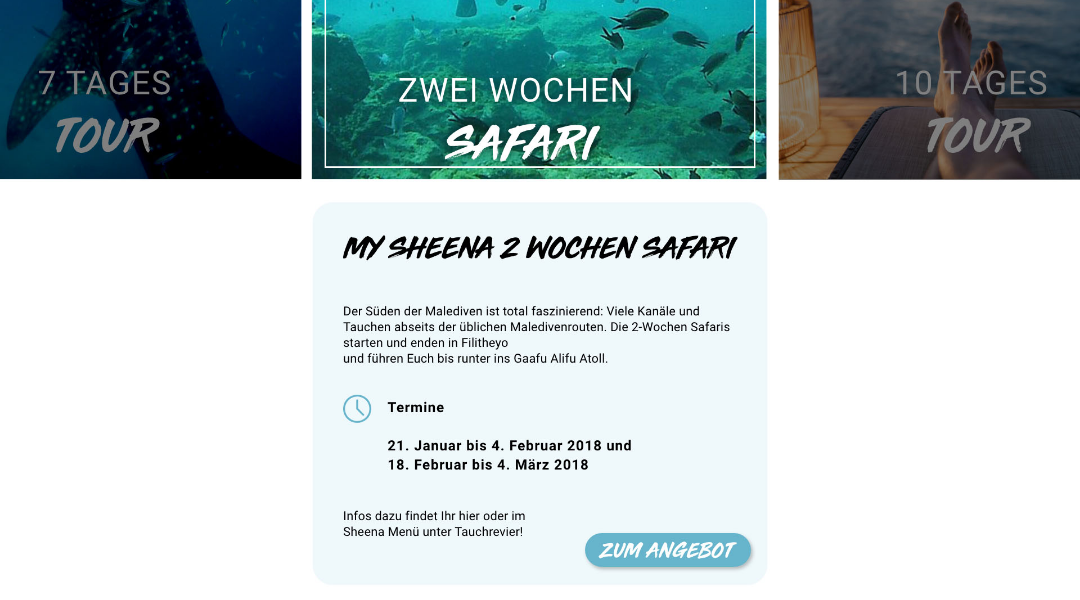 7 TAGES
TOUR
ZWEI WOCHEN
SAFARI
10 TAGES
TOUR
MY SHEENA 2 WOCHEN SAFARI
Der Süden der Malediven ist total faszinierend: Viele Kanäle und
Tauchen abseits der üblichen Maledivenrouten. Die 2-Wochen Safaris
starten und enden in Filitheyo
und führen Euch bis runter ins Gaafu Alifu Atoll.
Termine
21. Januar bis 4. Februar 2018 und
18. Februar bis 4. März 2018
Infos dazu findet Ihr hier oder im
Sheena Menü unter Tauchrevier!
ZUM ANGEBOT